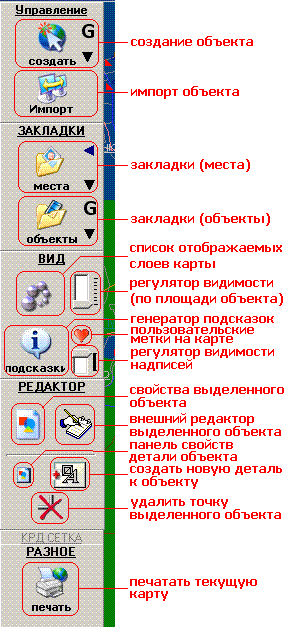 Управление
G
создать
создание объекта
Импорт
импорт объекта
ЗАКЛАДКИ
места
закладки (места)
G
объекты
закладки (объекты)
ВИД
список отображаемых
слоев карты
регулятор видимости
(по площади объекта)
генератор подсказок
пользовательские
метки на карте
подсказки
регулятор видимости
надписей
РЕДАКТОР
свойства выделенного
объекта
внешний редактор
выделенного объекта
панель свойств
детали объекта
создать новую деталь
к объекту
удалить точку
выделенного объекта
КРД СЕТКА
РАЗНОЕ
печать
печатать текущую
карту